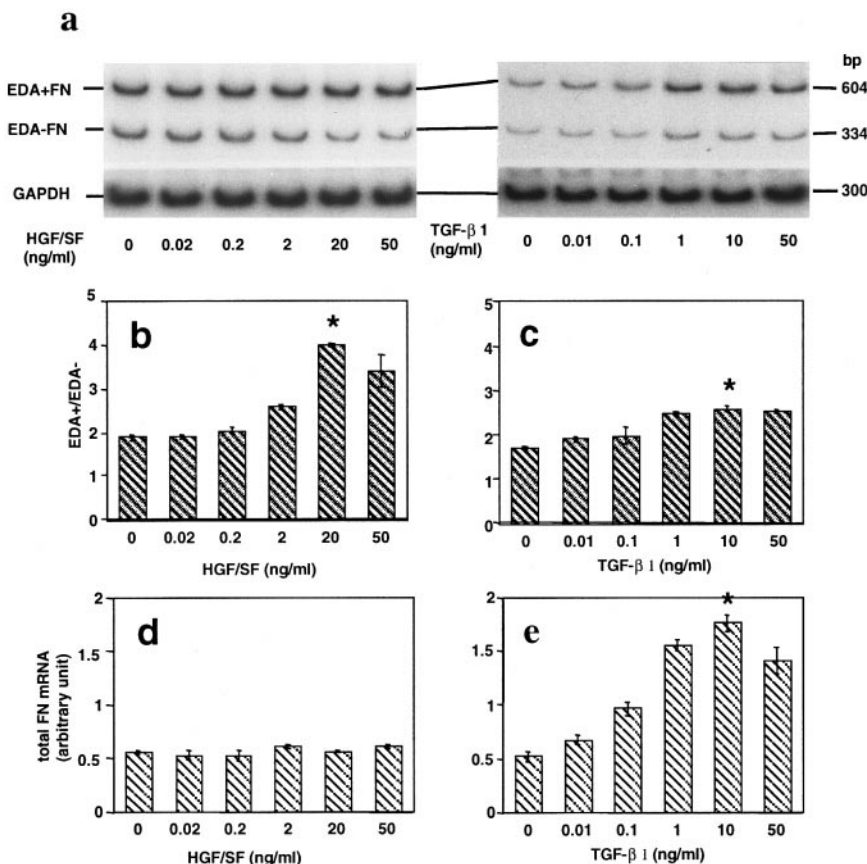 a
bp
EDA+FN 604
EDA-FN 334
GAPDH 300
HGF/SF (ng/ml) 0 0.02 0.2 2 20 50
TGF-β 1 (ng/ml) 0 0.01 0.1 1 10 50
b
*
EDA+/EDA-
5
4
3
2
1
0
0 0.02 0.2 2 20 50
HGF/SF (ng/ml)
c
*
5
4
3
2
1
0
0 0.01 0.1 1 10 50
TGF-β 1 (ng/ml)
d
total FN mRNA
(arbitrary unit)
2
1.5
1
0.5
0
0 0.02 0.2 2 20 50
HGF/SF (ng/ml)
e
*
2
1.5
1
0.5
0
0 0.01 0.1 1 10 50
TGF-β 1 (ng/ml)